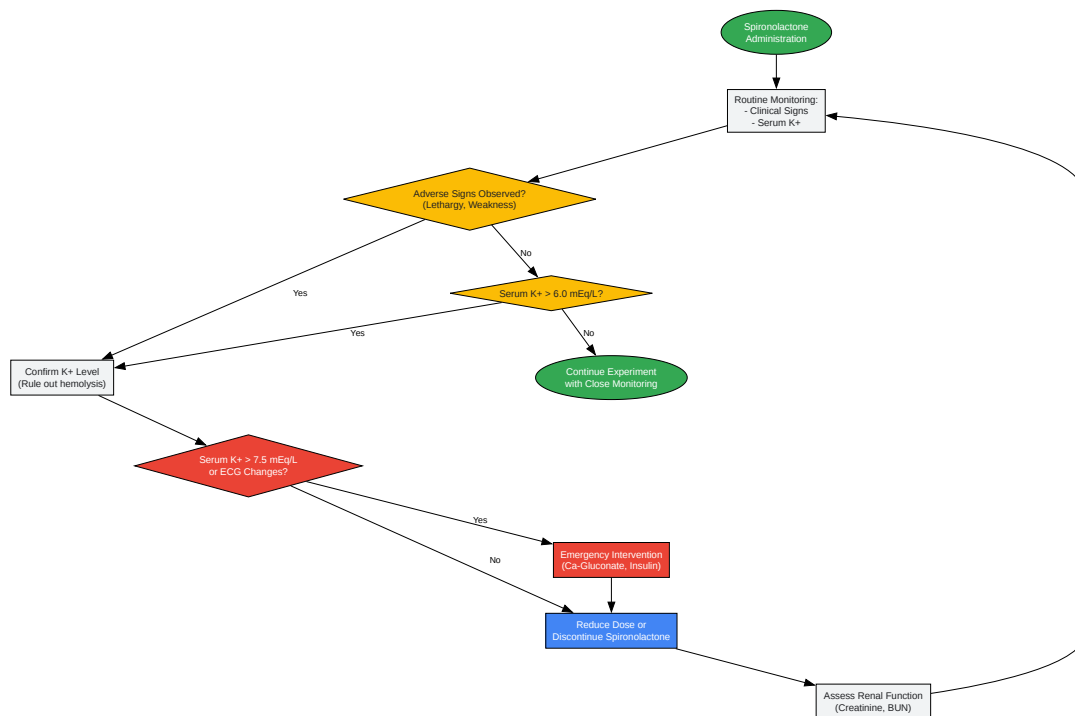 Spironolactone
Administration
Routine Monitoring:
- Clinical Signs
- Serum K+
Adverse Signs Observed?
(Lethargy, Weakness)
No
Yes
Serum K+ > 6.0 mEq/L?
Yes
No
Confirm K+ Level
(Rule out hemolysis)
Continue Experiment
with Close Monitoring
Serum K+ > 7.5 mEq/L
or ECG Changes?
Yes
No
Emergency Intervention
(Ca-Gluconate, Insulin)
Reduce Dose or
Discontinue Spironolactone
Assess Renal Function
(Creatinine, BUN)